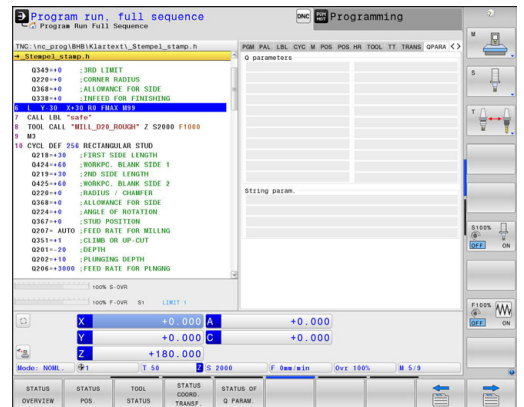 Program run, full sequence
Program Run Full Sequence
DNC
Programming
TNC:\nc_prog\BHB\Klartext\_Stempel_stamp.h
→_Stempel_stamp.h
Q349=+0 ;3RD LIMIT
Q220=+0 ;CORNER RADIUS
Q368=+0 ;ALLOWANCE FOR SIDE
Q339=+0 ;INFEED FOR FINISHING
6 L Y-30 X+30 R0 FMAX M99
7 CALL LBL "safe"
8 TOOL CALL "MILL_D20_ROUGH" Z S2000 F1000
9 M3
10 CYCL DEF 256 RECTANGULAR STUD
Q218=+30 ;FIRST SIDE LENGTH
Q424=+60 ;WORKPC. BLANK SIDE 1
Q219=+30 ;2ND SIDE LENGTH
Q425=+60 ;WORKPC. BLANK SIDE 2
Q220=+0 ;RADIUS / CHAMFER
Q368=+0 ;ALLOWANCE FOR SIDE
Q224=+0 ;ANGLE OF ROTATION
Q367=+0 ;STUD POSITION
Q207= AUTO ;FEED RATE FOR MILLNG
Q351=+1 ;CLIMB OR UP-CUT
Q201=-20 ;DEPTH
Q202=+10 ;PLUNGING DEPTH
Q206=+3000 ;FEED RATE FOR PLNGNG
PGM PAL LBL CYC M POS POS HR TOOL TT TRANS QPARA
Q parameters
String param.
100% S-OVR
100% F-OVR S1 LIMIT 1
X +0.000 A +0.000
Y +0.000 C +0.000
Z +180.000
Mode: NOML. 1 T 50 Z S 2000 F 0mm/min Ovr 100% M 5/9
STATUS OVERVIEW
STATUS POS.
TOOL STATUS
STATUS COORD. TRANSF.
STATUS OF Q PARAM.
M
S
T
S100%
OFF ON
F100%
OFF ON